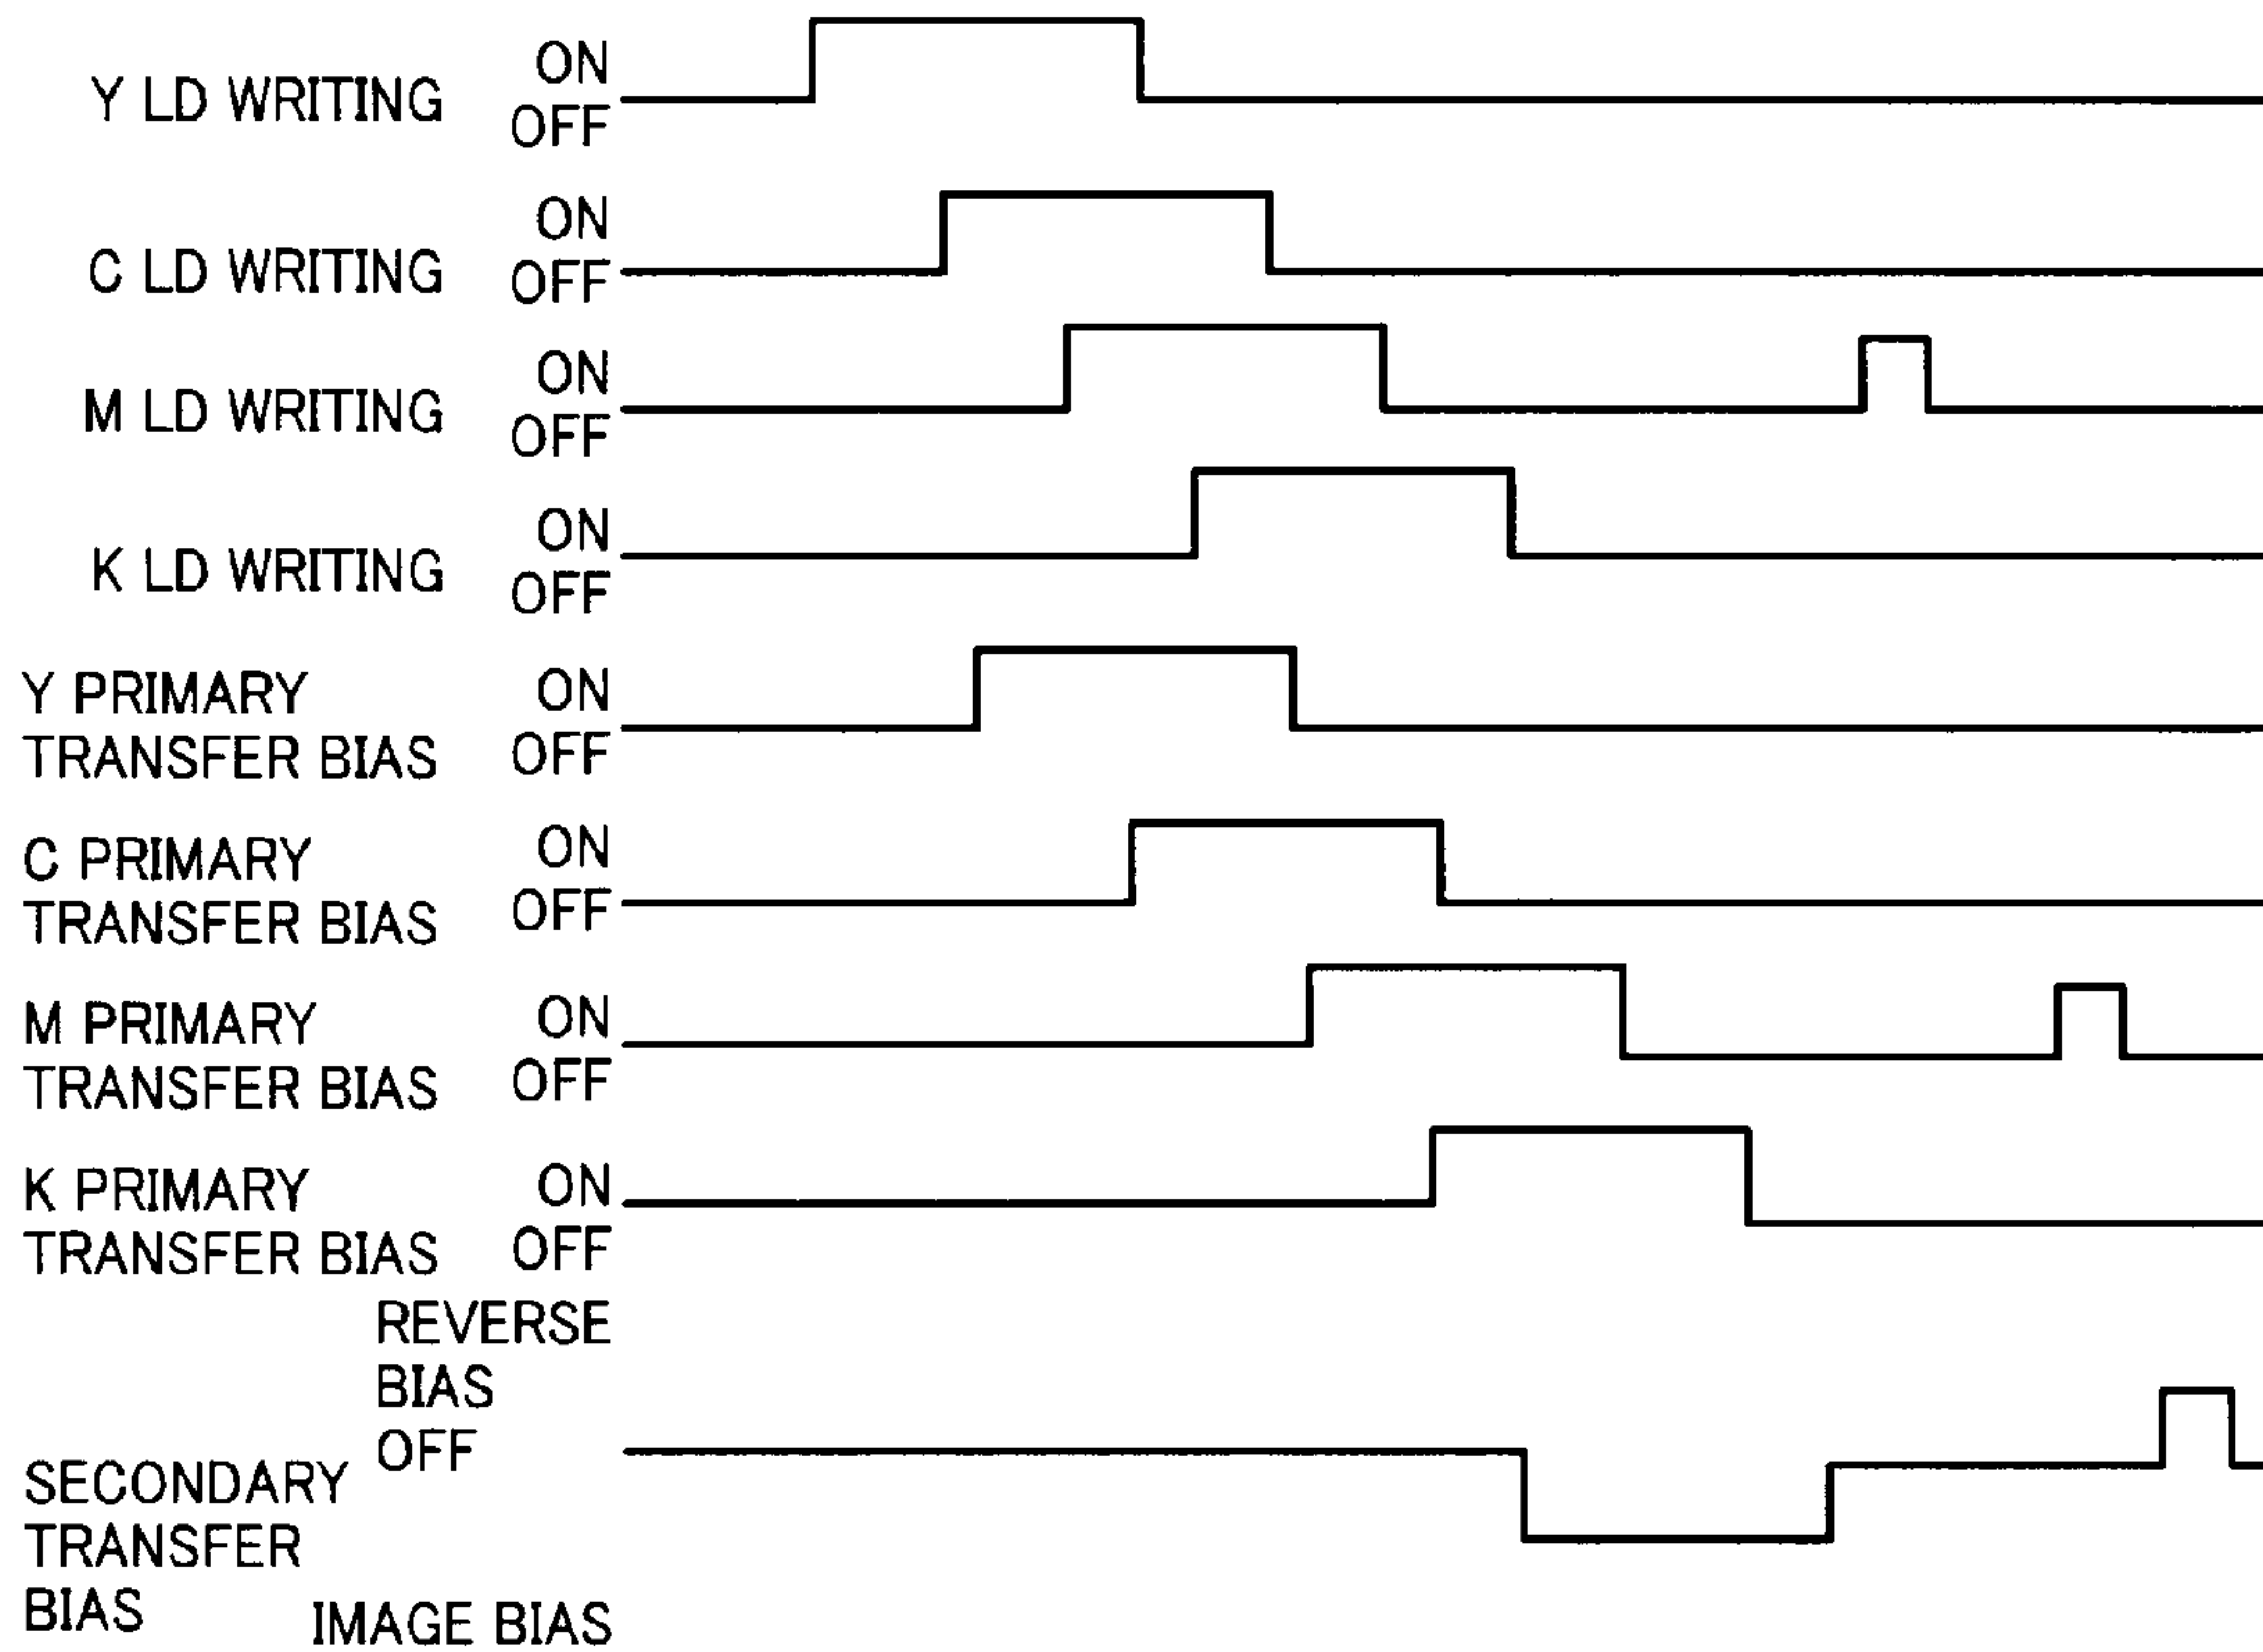 Y LD WRITING
ON
OFF
C LD WRITING
ON
OFF
M LD WRITING
ON
OFF
K LD WRITING
ON
OFF
Y PRIMARY
TRANSFER BIAS
ON
OFF
C PRIMARY
TRANSFER BIAS
ON
OFF
M PRIMARY
TRANSFER BIAS
ON
OFF
K PRIMARY
TRANSFER BIAS
ON
OFF
REVERSE
BIAS
OFF
SECONDARY
TRANSFER
BIAS
IMAGE BIAS